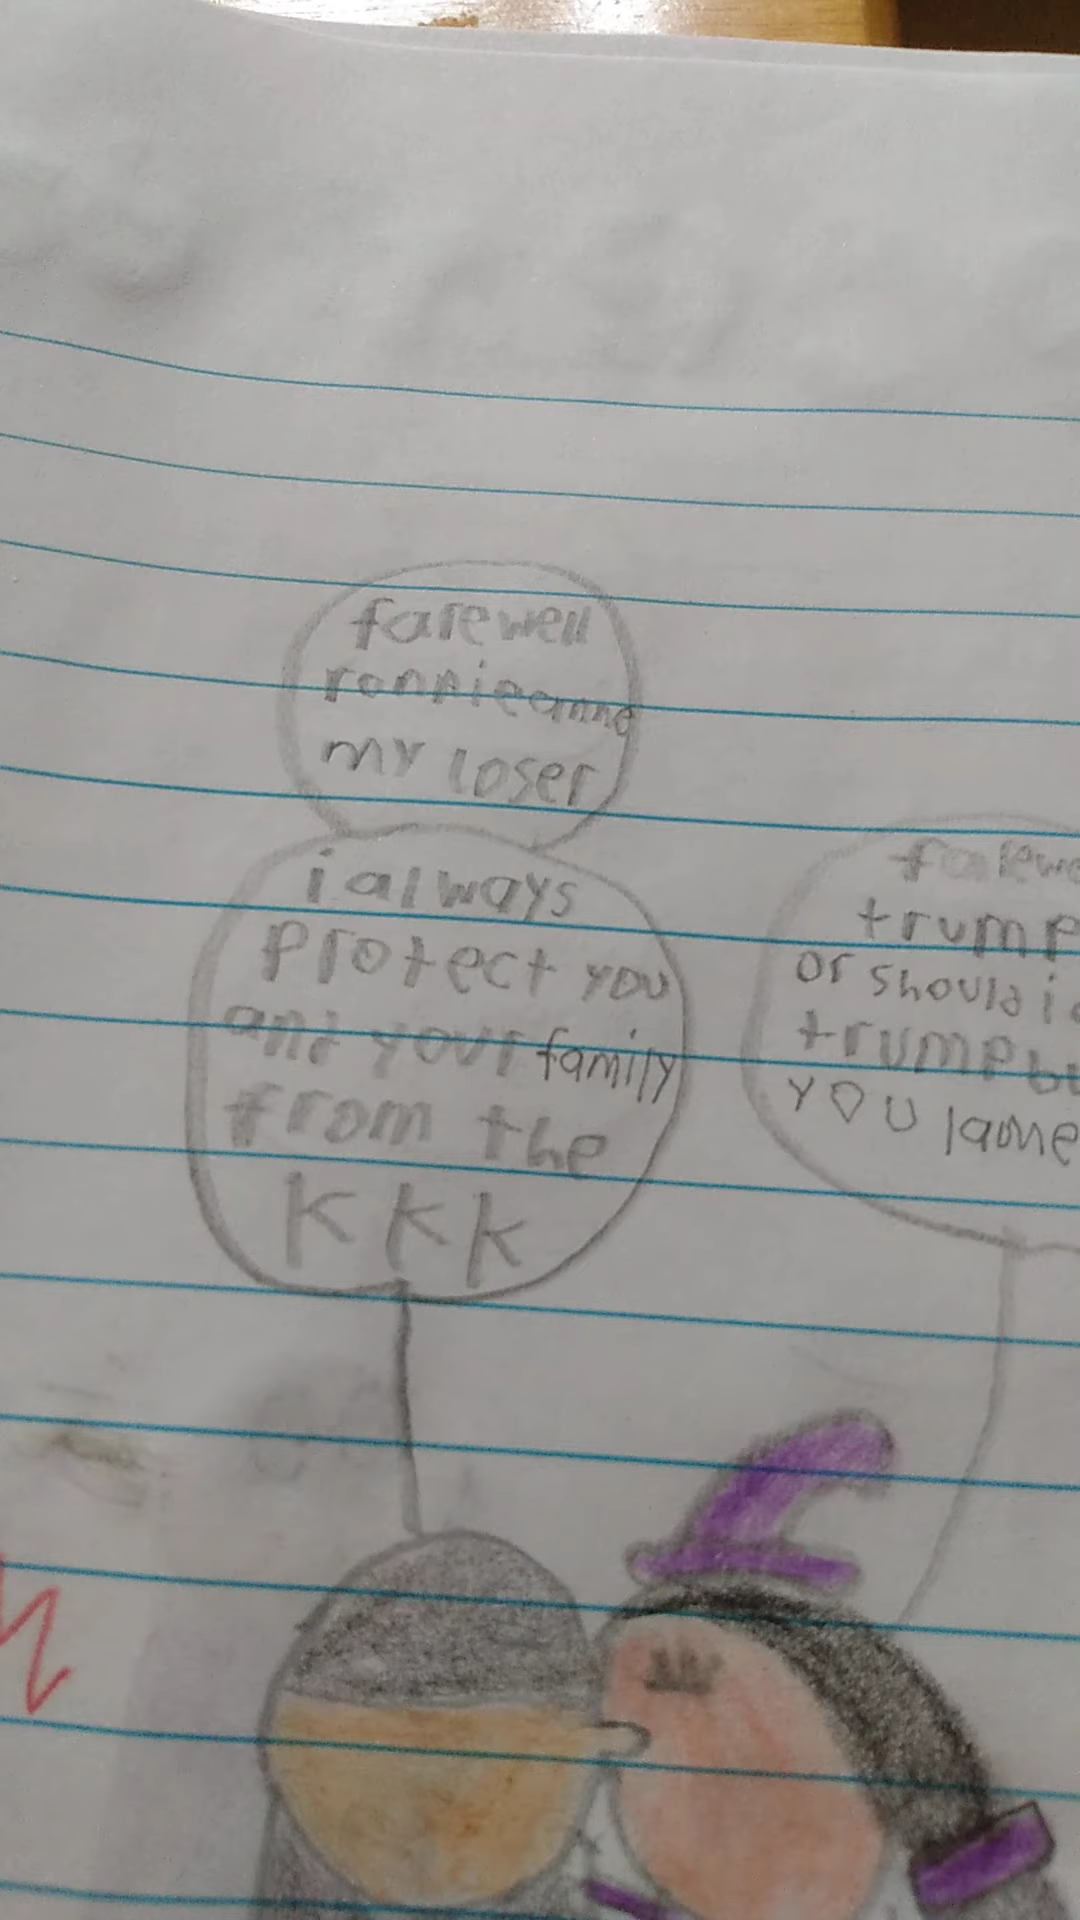 farewell
ronnieanne
my loser
i always
protect you
and your family
from the
KKK
trump
or should i
trump
you lame